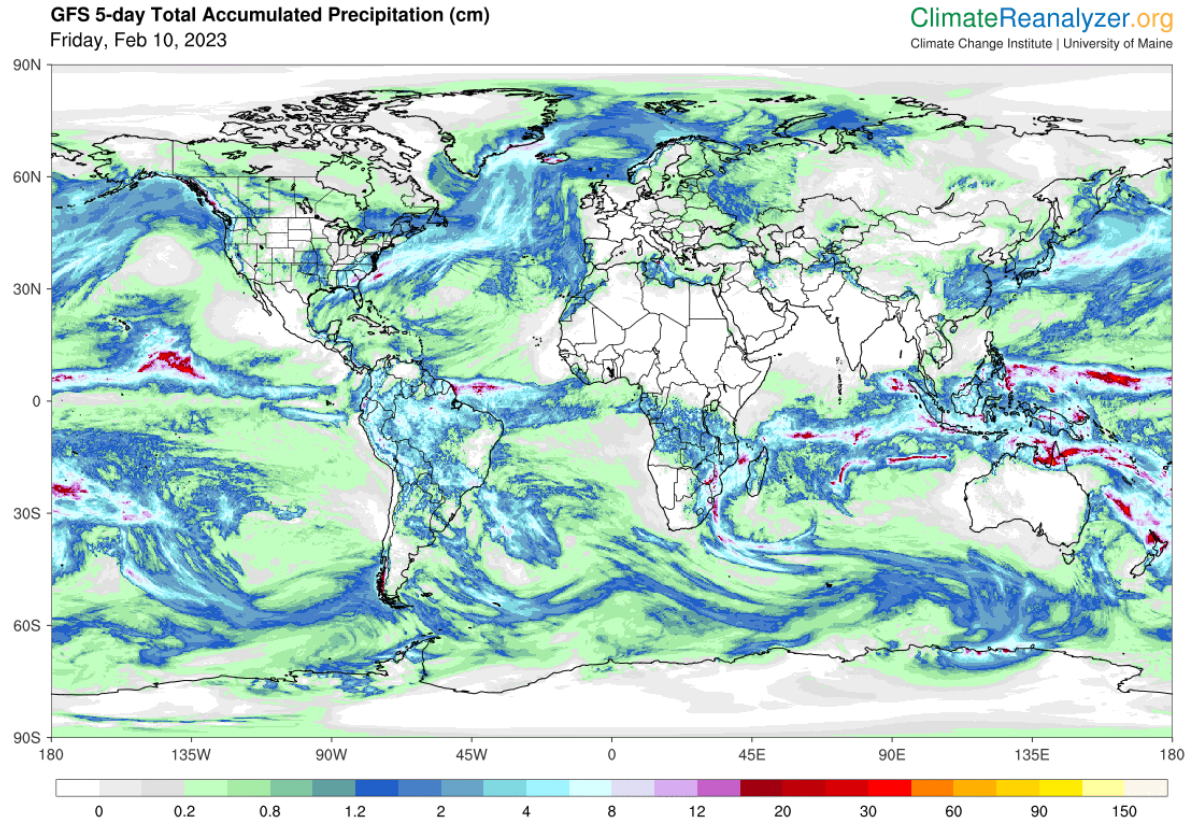 GFS 5-day Total Accumulated Precipitation (cm)
Friday, Feb 10, 2023
ClimateReanalyzer.org
Climate Change Institute | University of Maine
90N
60N
30N
0
30S
60S
90S
180 135W 90W 45W 0 45E 90E 135E 180
0 0.2 0.8 1.2 2 4 8 12 20 30 60 90 150